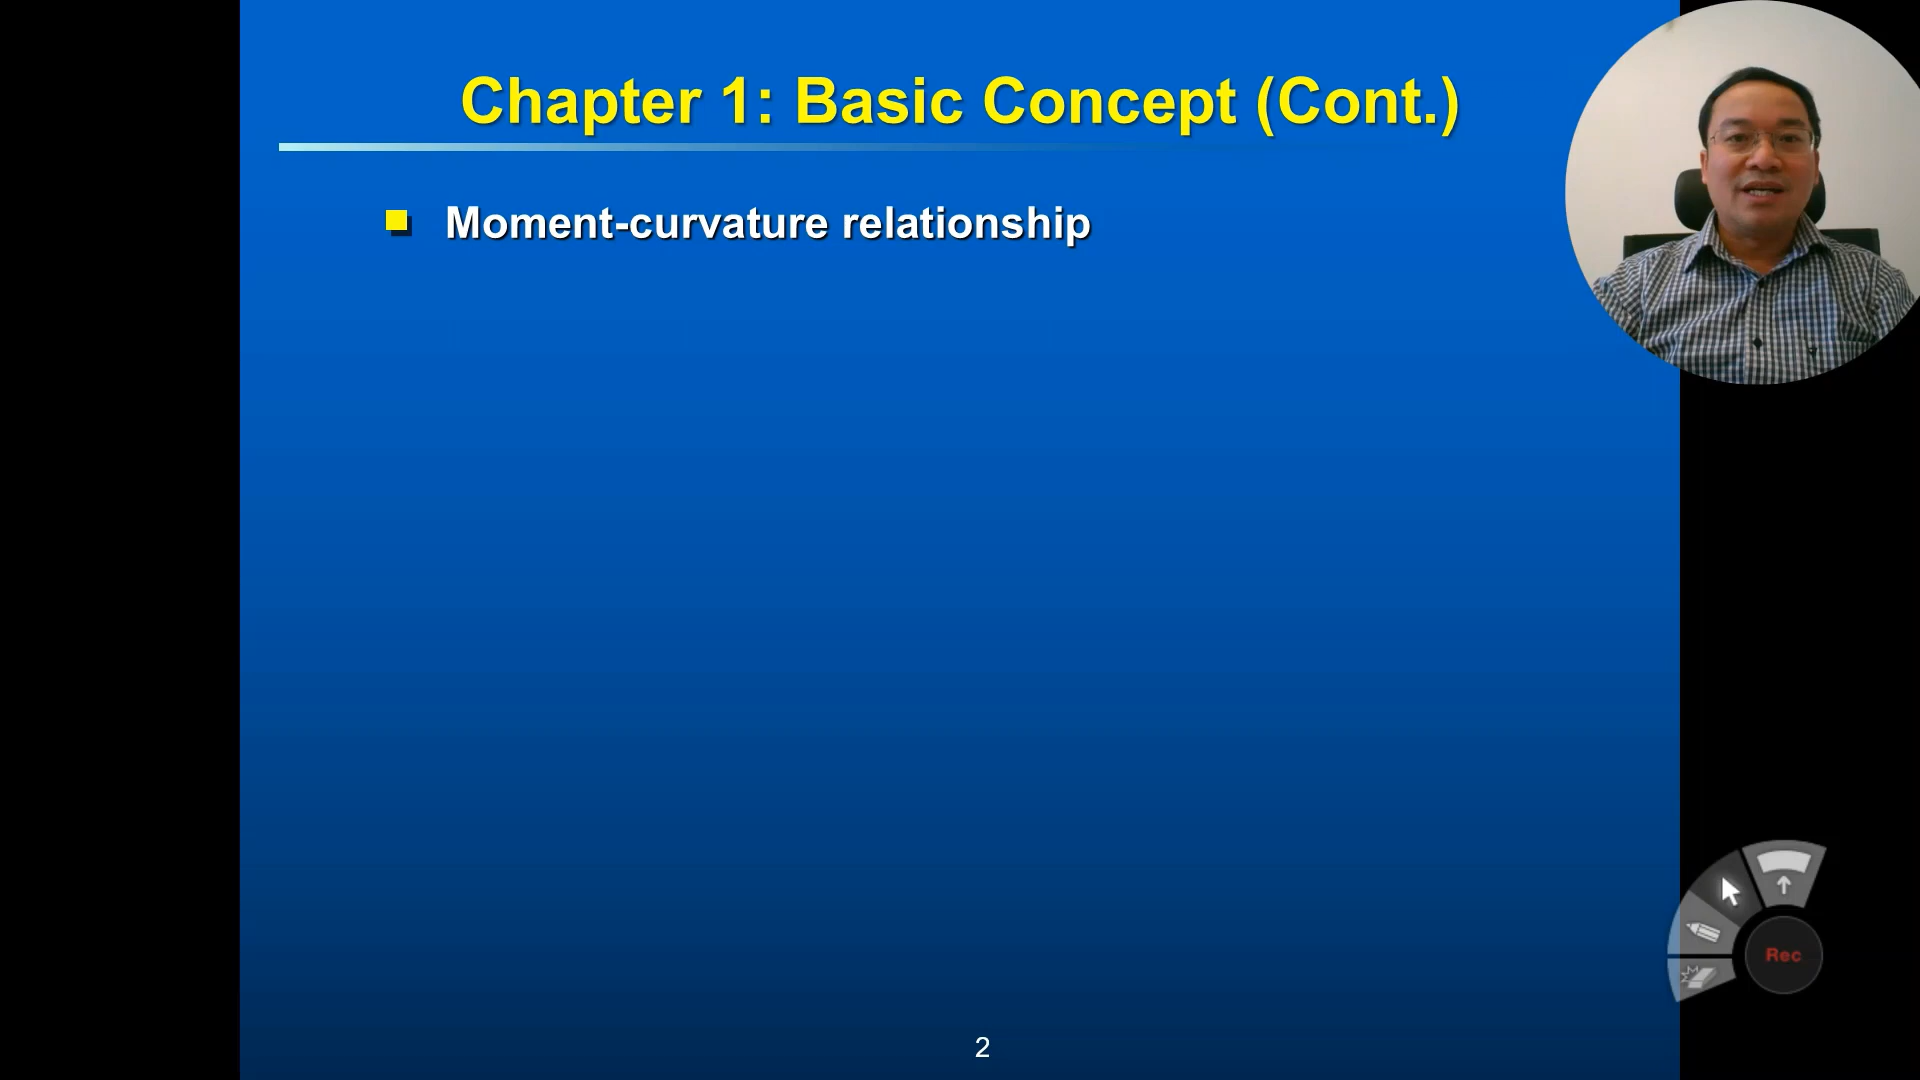 Chapter 1: Basic Concept (Cont.)
Moment-curvature relationship
Rec
2